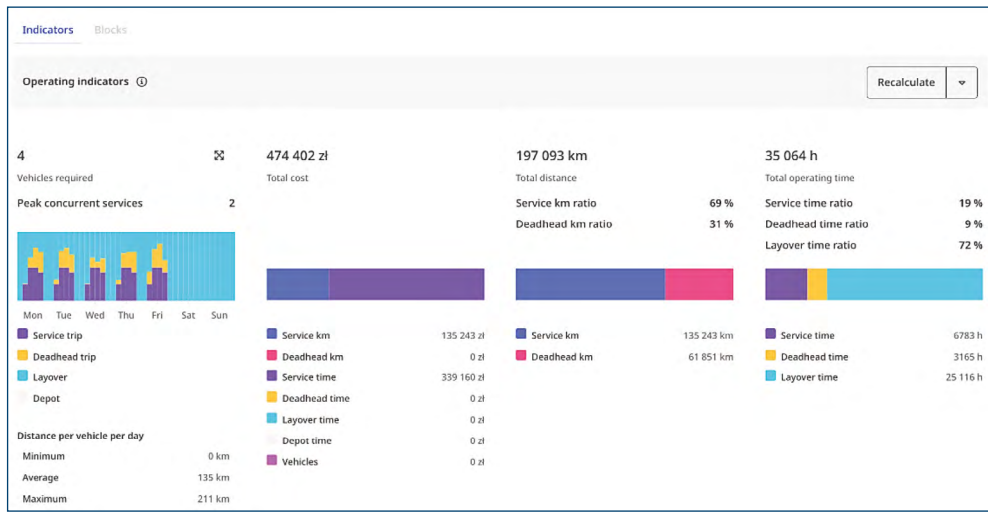 Indicators Blocks
Operating indicators
Recalculate
4
Vehicles required
Peak concurrent services 2
Mon Tue Wed Thu Fri Sat Sun
Service trip
Deadhead trip
Layover
Depot
Distance per vehicle per day
Minimum 0 km
Average 135 km
Maximum 211 km
474 402 zł
Total cost
Service km 135 243 zł
Deadhead km 0 zł
Service time 339 160 zł
Deadhead time 0 zł
Layover time 0 zł
Depot time 0 zł
Vehicles 0 zł
197 093 km
Total distance
Service km ratio 69 %
Deadhead km ratio 31 %
Service km 135 243 km
Deadhead km 61 851 km
35 064 h
Total operating time
Service time ratio 19 %
Deadhead time ratio 9 %
Layover time ratio 72 %
Service time 6783 h
Deadhead time 3165 h
Layover time 25 116 h